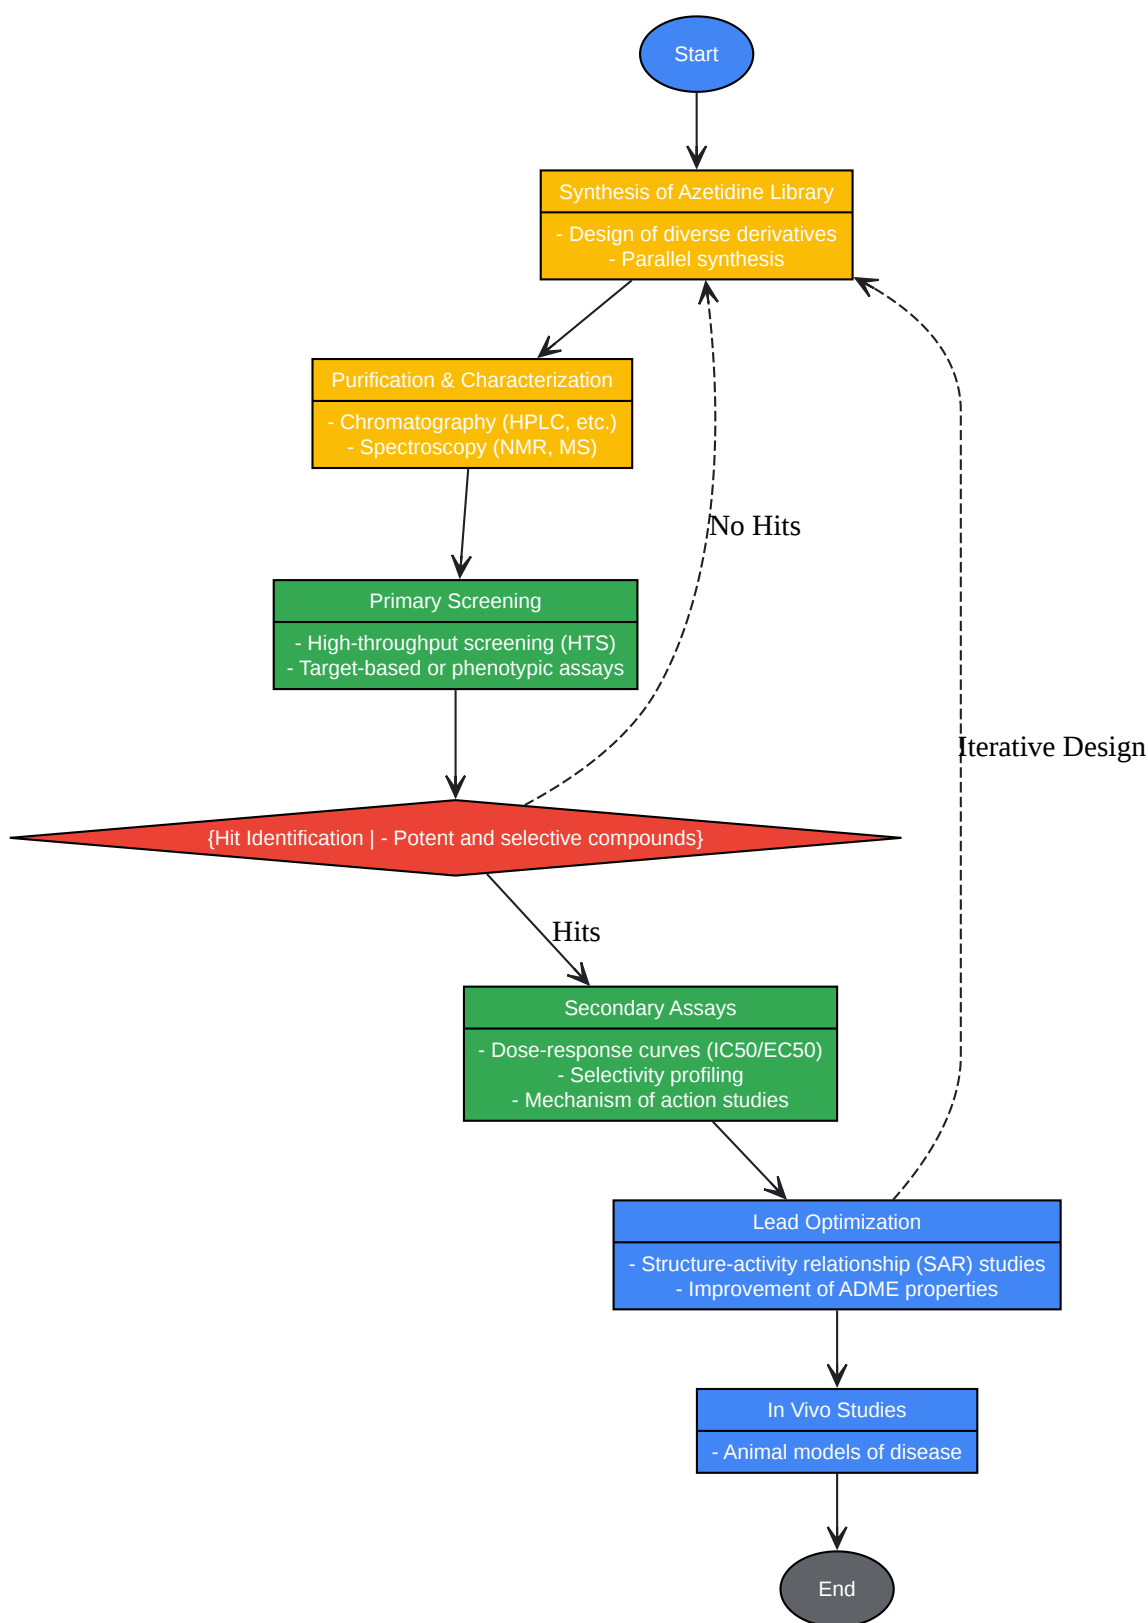 Start
Synthesis of Azetidine Library
- Design of diverse derivatives
- Parallel synthesis
Purification & Characterization
- Chromatography (HPLC, etc.)
- Spectroscopy (NMR, MS)
No Hits
Primary Screening
- High-throughput screening (HTS)
- Target-based or phenotypic assays
Iterative Design
{Hit Identification | - Potent and selective compounds}
Hits
Secondary Assays
- Dose-response curves (IC50/EC50)
- Selectivity profiling
- Mechanism of action studies
Lead Optimization
- Structure-activity relationship (SAR) studies
- Improvement of ADME properties
In Vivo Studies
- Animal models of disease
End